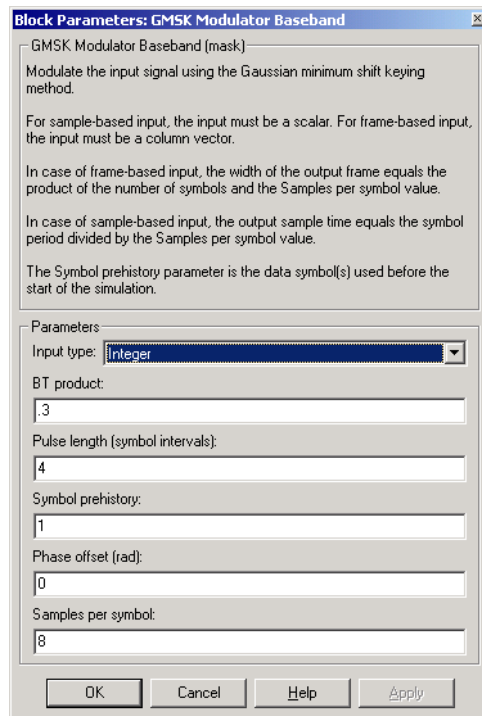 Block Parameters: GMSK Modulator Baseband
GMSK Modulator Baseband (mask)
Modulate the input signal using the Gaussian minimum shift keying
method.
For sample-based input, the input must be a scalar. For frame-based input,
the input must be a column vector.
In case of frame-based input, the width of the output frame equals the
product of the number of symbols and the Samples per symbol value.
In case of sample-based input, the output sample time equals the symbol
period divided by the Samples per symbol value.
The Symbol prehistory parameter is the data symbol(s) used before the
start of the simulation.
Parameters
Input type: Integer
BT product:
.3
Pulse length (symbol intervals):
4
Symbol prehistory:
1
Phase offset (rad):
0
Samples per symbol:
8
OK Cancel Help Apply